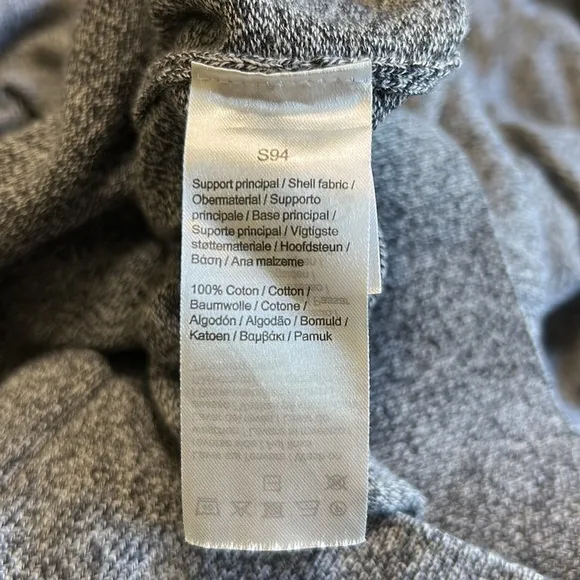 S94
Support principal / Shell fabric /
Obermaterial / Supporto
principale / Base principal /
Suporte principal / Vigtigste
støttemateriale / Hoofdsteun /
Βάση / Ana malzeme
100% Coton / Cotton /
Baumwolle / Cotone /
Algodón / Algodão / Bomuld /
Katoen / Βαμβάκι / Pamuk